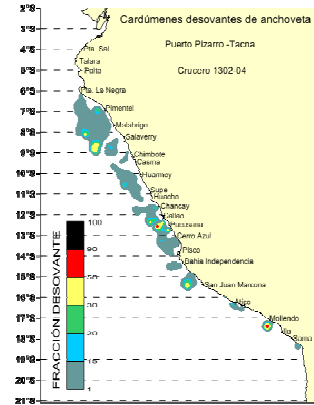 Cardúmenes desovantes de anchoveta
Puerto Pizarro -Tacna
Crucero 1302-04
2°S
3°S
4°S
5°S
6°S
7°S
8°S
9°S
10°S
11°S
12°S
13°S
14°S
15°S
16°S
17°S
18°S
19°S
20°S
21°S
Pta. Sal
Talara
Paita
Pta. La Negra
Pimentel
Malabrigo
Salaverry
Chimbote
Casma
Huarmey
Supe
Huacho
Chancay
Callao
Cerro Azul
Pisco
Bahía Independencia
San Juan Marcona
Atico
Mollendo
Ilo
Sama
FRACCIÓN DESOVANTE
100
90
30
1